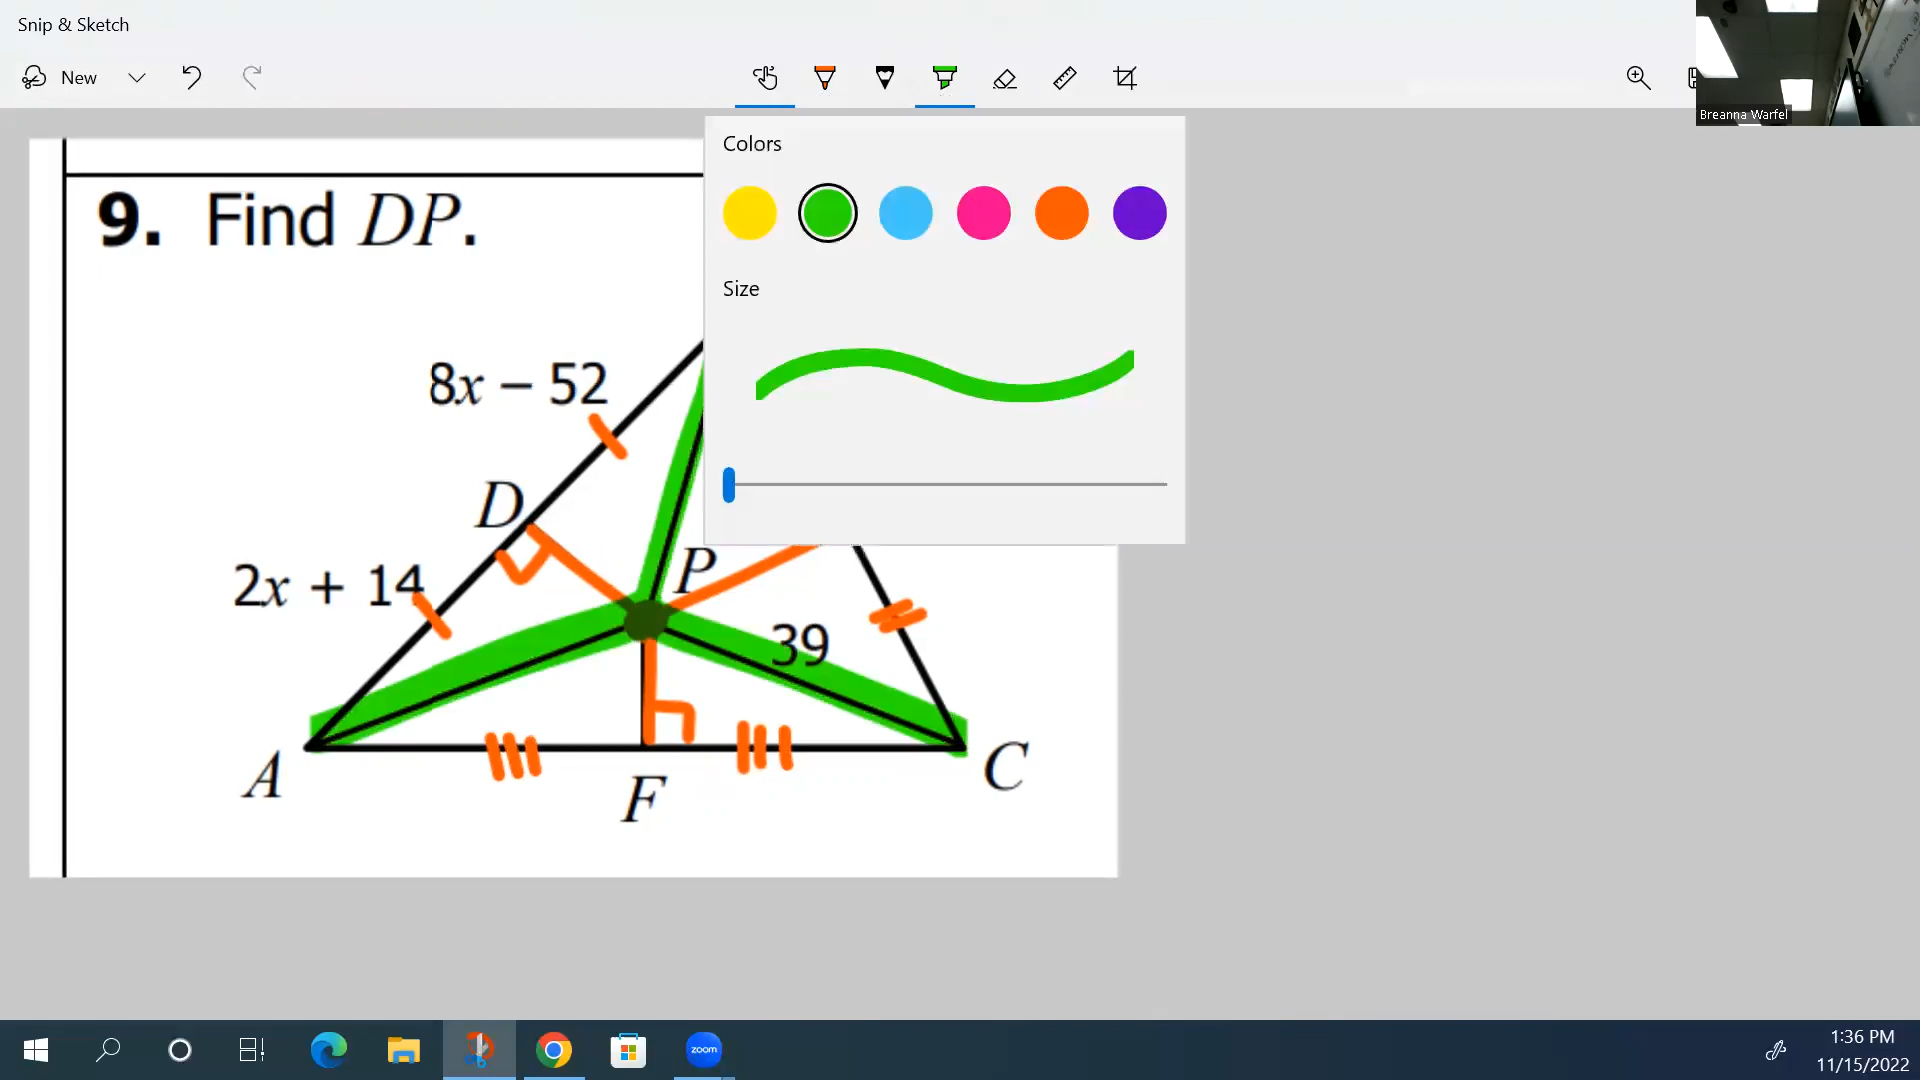 Snip & Sketch
New
Breanna Warfel
Colors
9. Find DP.
Size
8x – 52
D
P
2x + 14
39
A
C
F
zoom
1:36 PM
11/15/2022